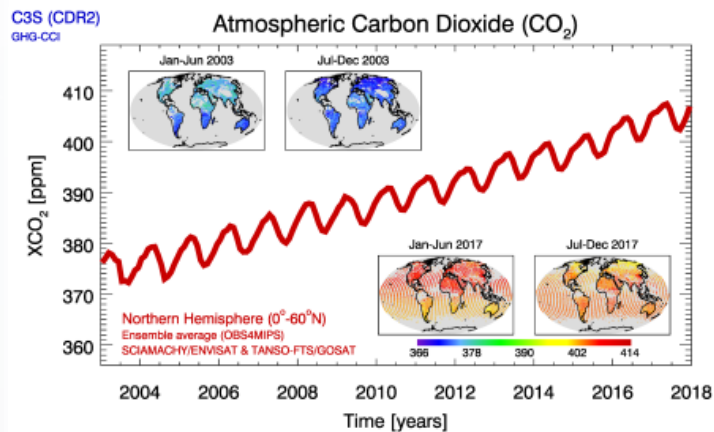 C3S (CDR2)
GHG-CCI
Atmospheric Carbon Dioxide (CO₂)
Jan-Jun 2003
Jul-Dec 2003
410
400
390
380
370
360
XCO₂ [ppm]
Jan-Jun 2017
Jul-Dec 2017
Northern Hemisphere (0°-60°N)
Ensemble average (OBS4MIPS)
SCIAMACHY/ENVISAT & TANSO-FTS/GOSAT
366 378 390 402 414
2004 2006 2008 2010 2012 2014 2016 2018
Time [years]